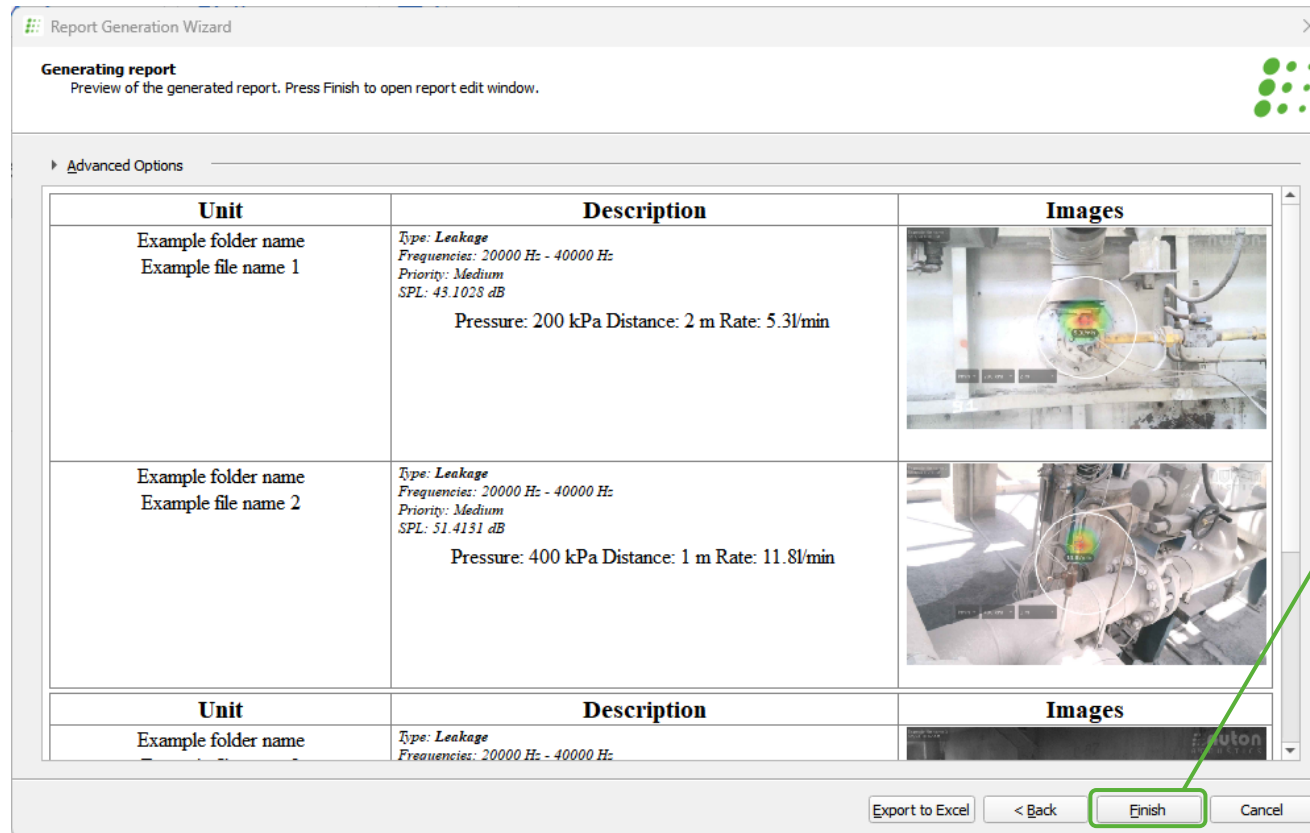 Report Generation Wizard
Generating report
Preview of the generated report. Press Finish to open report edit window.
Advanced Options
Unit Description Images
Example folder name
Example file name 1
Type: Leakage
Frequencies: 20000 Hz - 40000 Hz
Priority: Medium
SPL: 43.1028 dB
Pressure: 200 kPa Distance: 2 m Rate: 5.3l/min
Example folder name
Example file name 2
Type: Leakage
Frequencies: 20000 Hz - 40000 Hz
Priority: Medium
SPL: 51.4131 dB
Pressure: 400 kPa Distance: 1 m Rate: 11.8l/min
Unit Description Images
Example folder name
Type: Leakage
Frequencies: 20000 Hz - 40000 Hz
Export to Excel < Back Finish Cancel